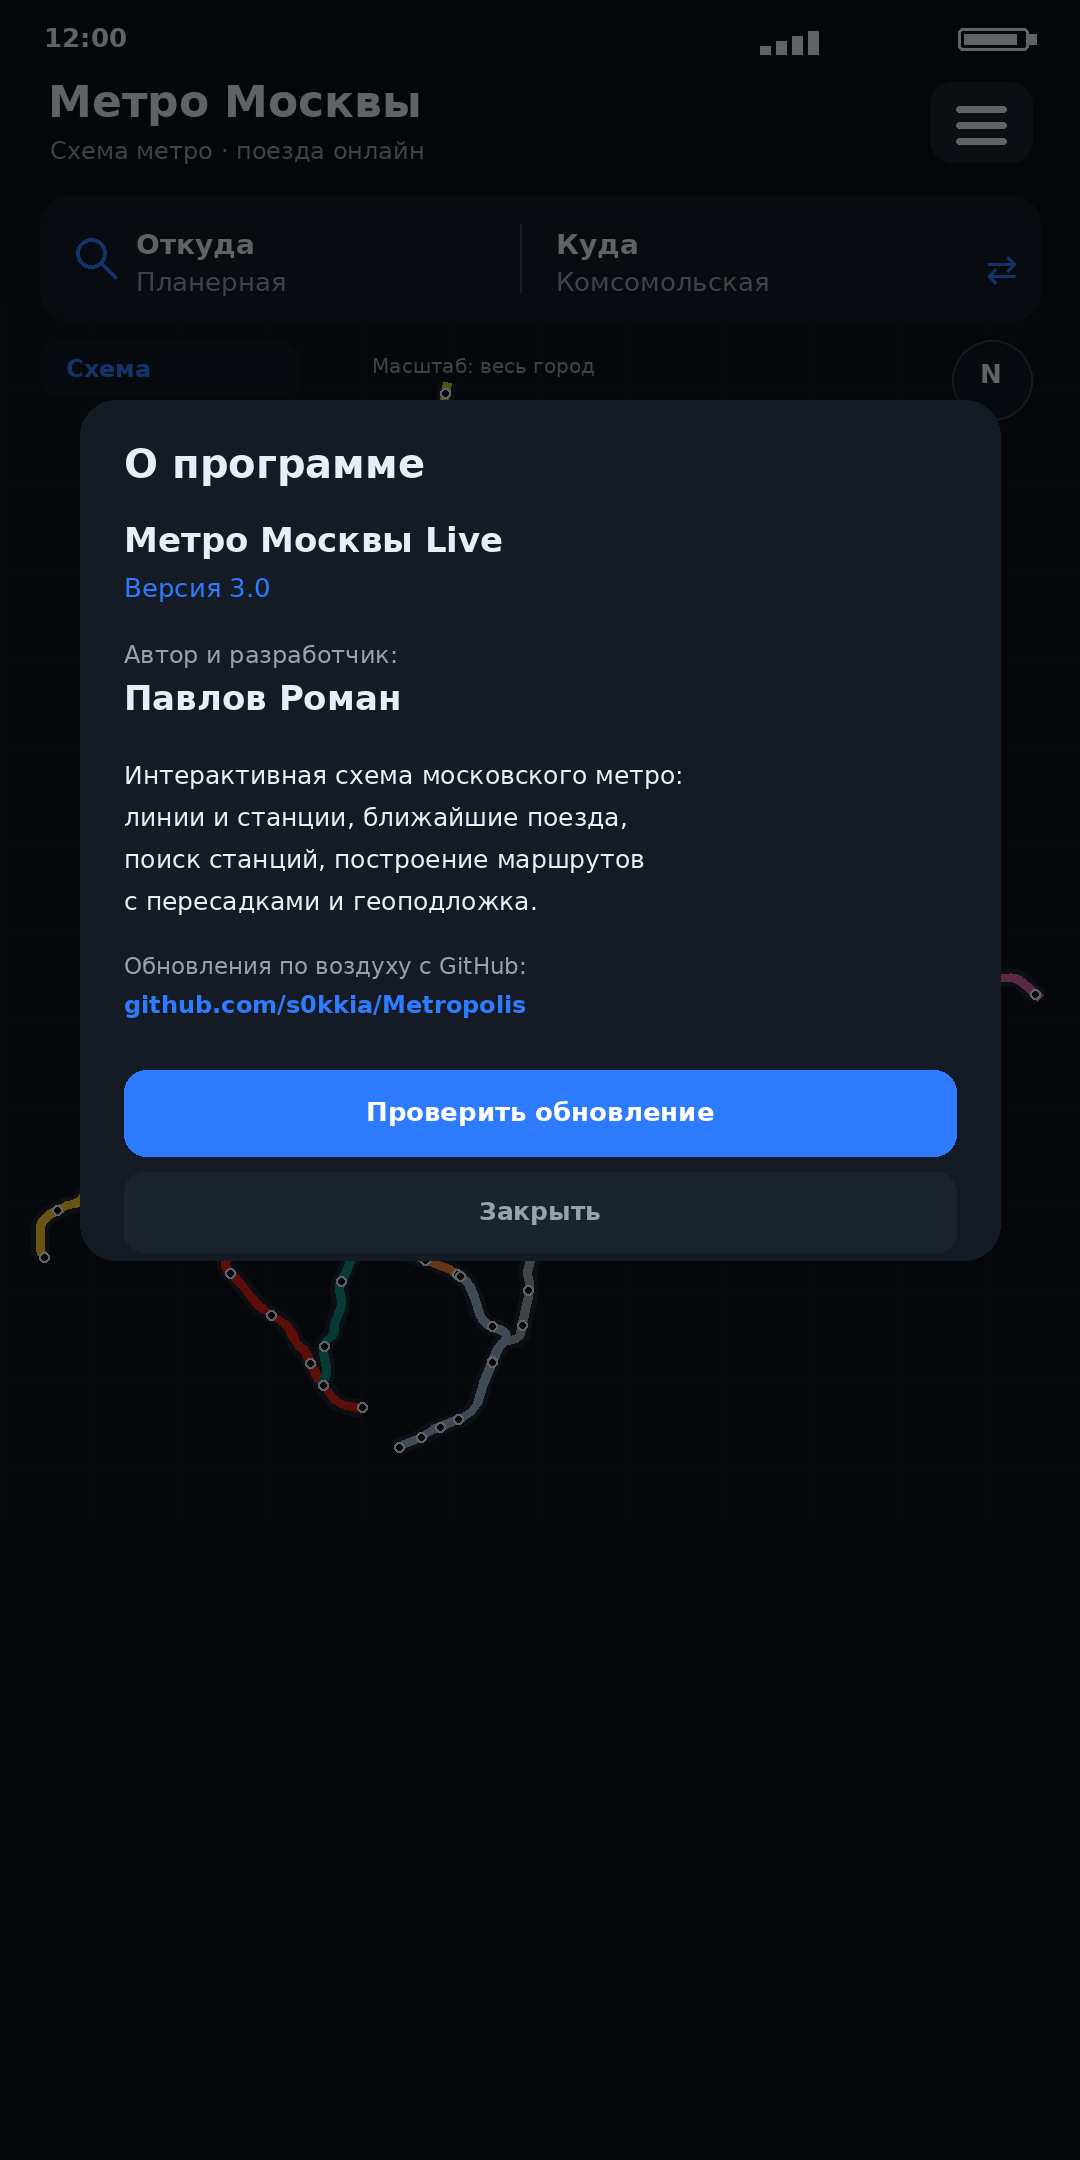 12:00
Метро Москвы
Схема метро · поезда онлайн
Откуда
Планерная
Куда
Комсомольская
Схема
Масштаб: весь город
N
О программе
Метро Москвы Live
Версия 3.0
Автор и разработчик:
Павлов Роман
Интерактивная схема московского метро:
линии и станции, ближайшие поезда,
поиск станций, построение маршрутов
с пересадками и геоподложка.
Обновления по воздуху с GitHub:
github.com/s0kkia/Metropolis
Проверить обновление
Закрыть